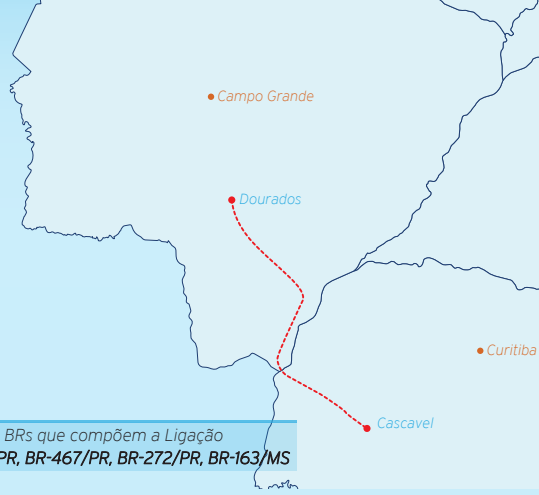 Campo Grande
Dourados
Curitiba
Cascavel
BRs que compõem a Ligação
PR, BR-467/PR, BR-272/PR, BR-163/MS